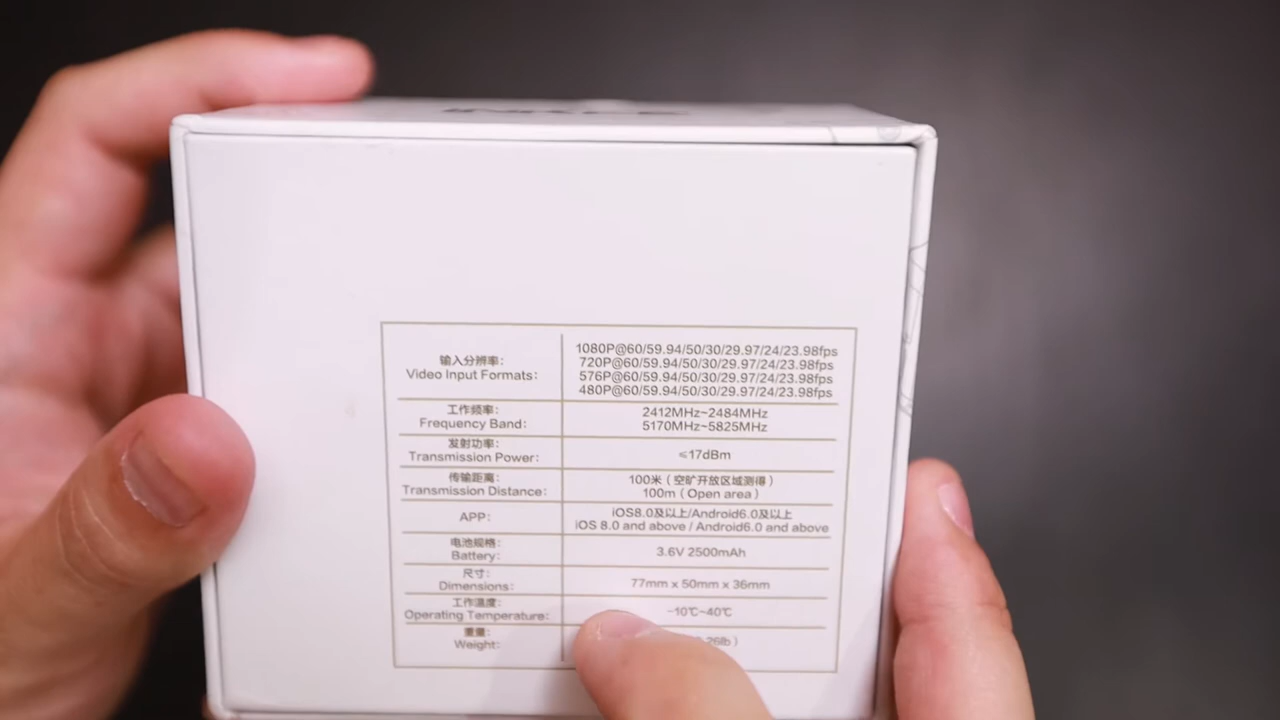 输入分辨率:
Video Input Formats:
1080P@60/59.94/50/30/29.97/24/23.98fps
720P@60/59.94/50/30/29.97/24/23.98fps
576P@60/59.94/50/30/29.97/24/23.98fps
480P@60/59.94/50/30/29.97/24/23.98fps
工作频率:
Frequency Band:
2412MHz~2484MHz
5170MHz~5825MHz
发射功率:
Transmission Power:
≤17dBm
传输距离:
Transmission Distance:
100米(空旷开放区域测得)
100m(Open area)
APP:
iOS8.0及以上/Android6.0及以上
iOS 8.0 and above / Android6.0 and above
电池规格:
Battery:
3.6V 2500mAh
尺寸:
Dimensions:
77mm x 50mm x 36mm
工作温度:
Operating Temperature:
-10℃~40℃
重量:
Weight:
26lb)